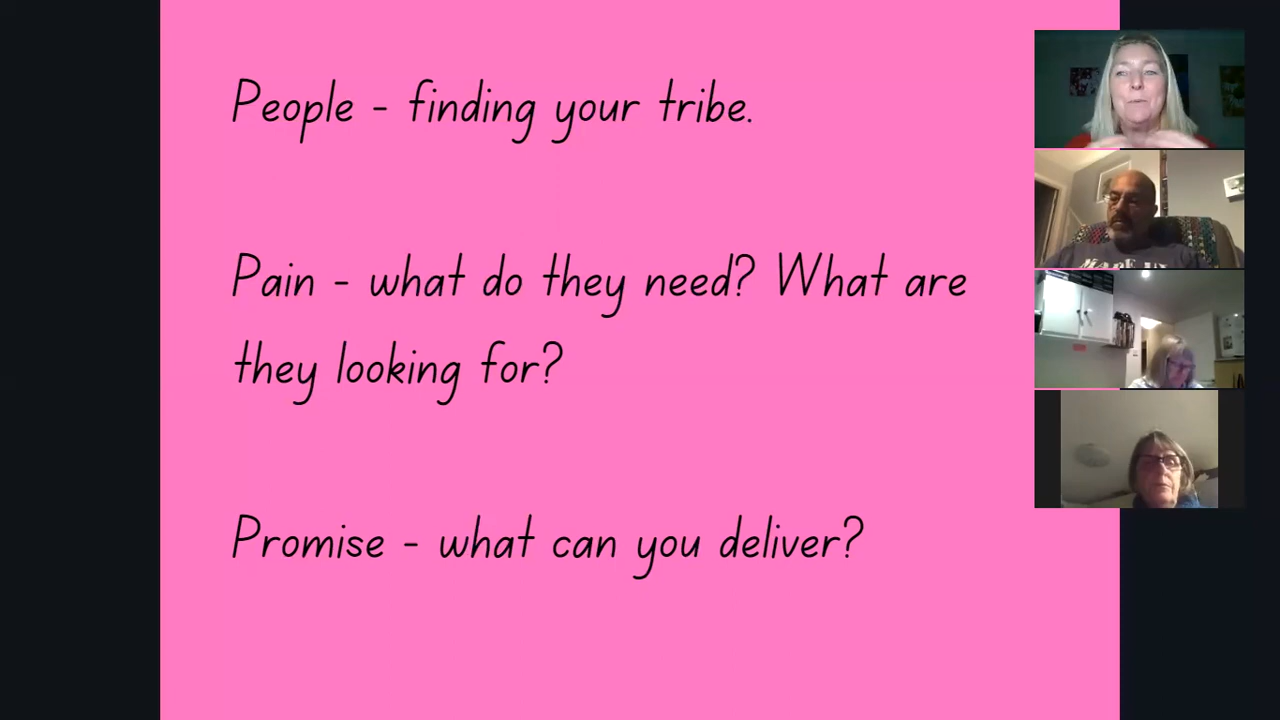 People - finding your tribe.
Pain - what do they need? What are
they looking for?
Promise - what can you deliver?